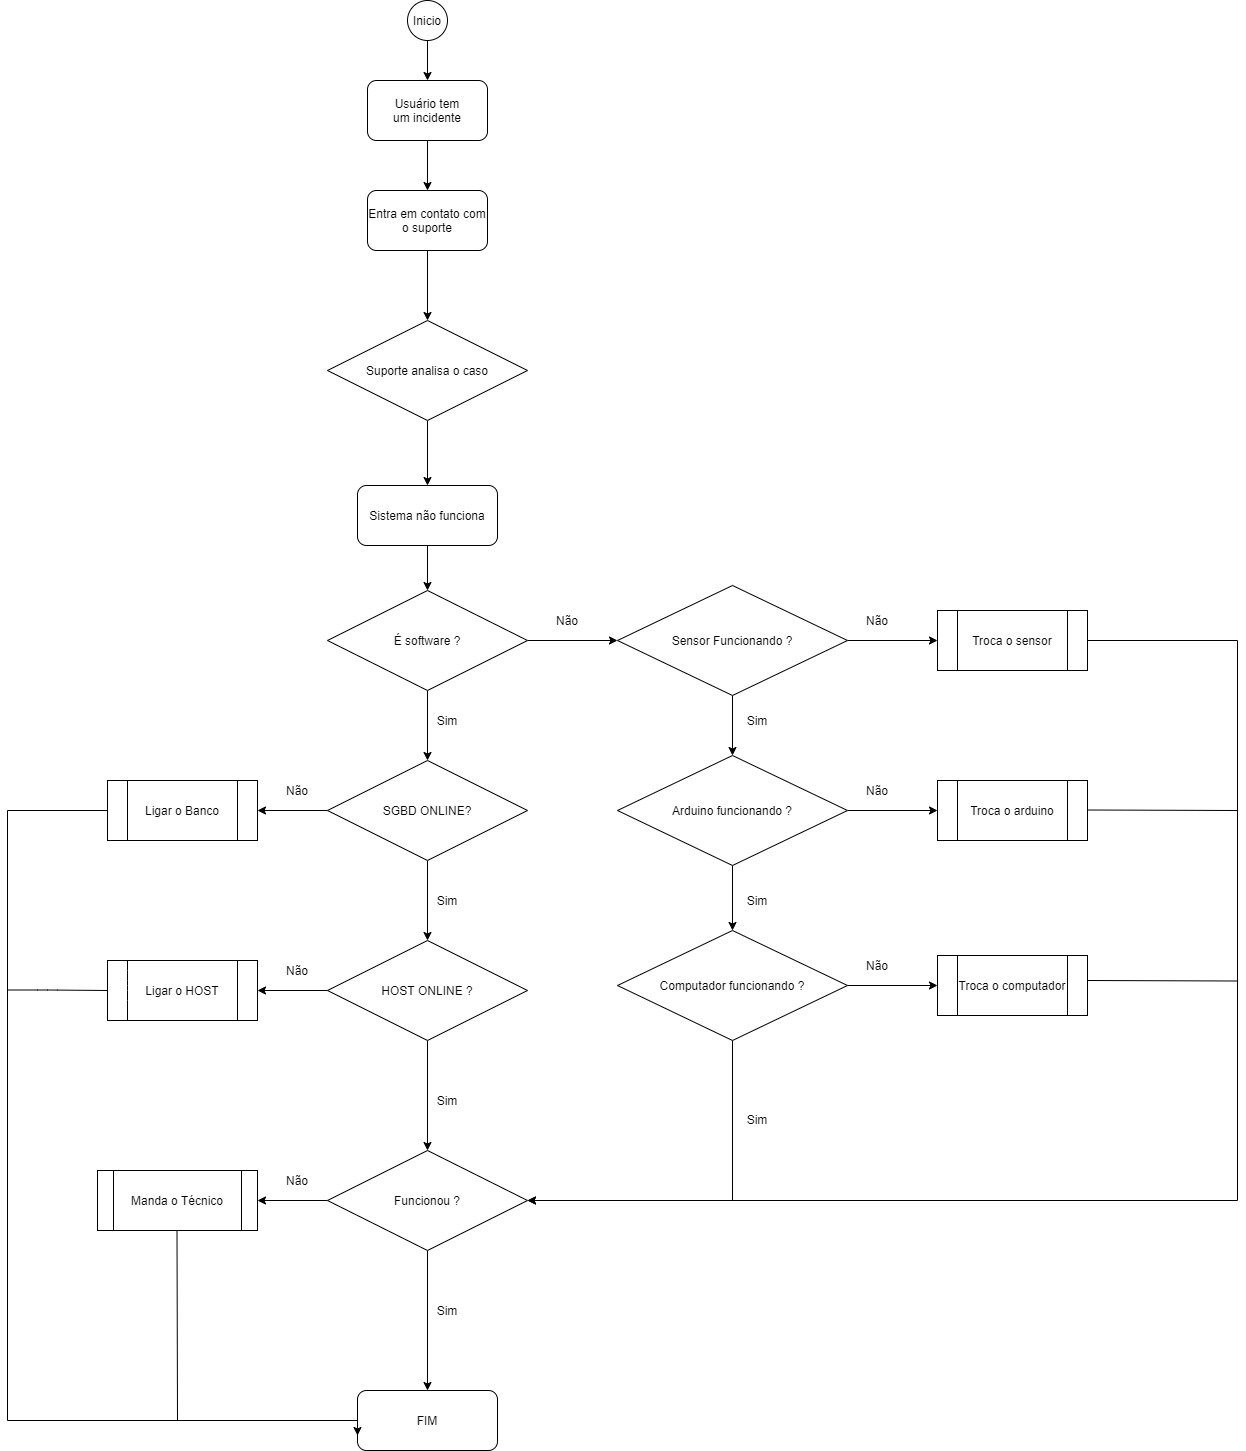 Inicio
Usuário tem
um incidente
Entra em contato com
o suporte
Suporte analisa o caso
Sistema não funciona
É software ?
Não
Sensor Funcionando ?
Não
Troca o sensor
Sim
Sim
Ligar o Banco
Não
SGBD ONLINE?
Arduino funcionando ?
Não
Troca o arduino
Sim
Sim
Ligar o HOST
Não
HOST ONLINE ?
Computador funcionando ?
Não
Troca o computador
Sim
Sim
Manda o Técnico
Não
Funcionou ?
Sim
FIM